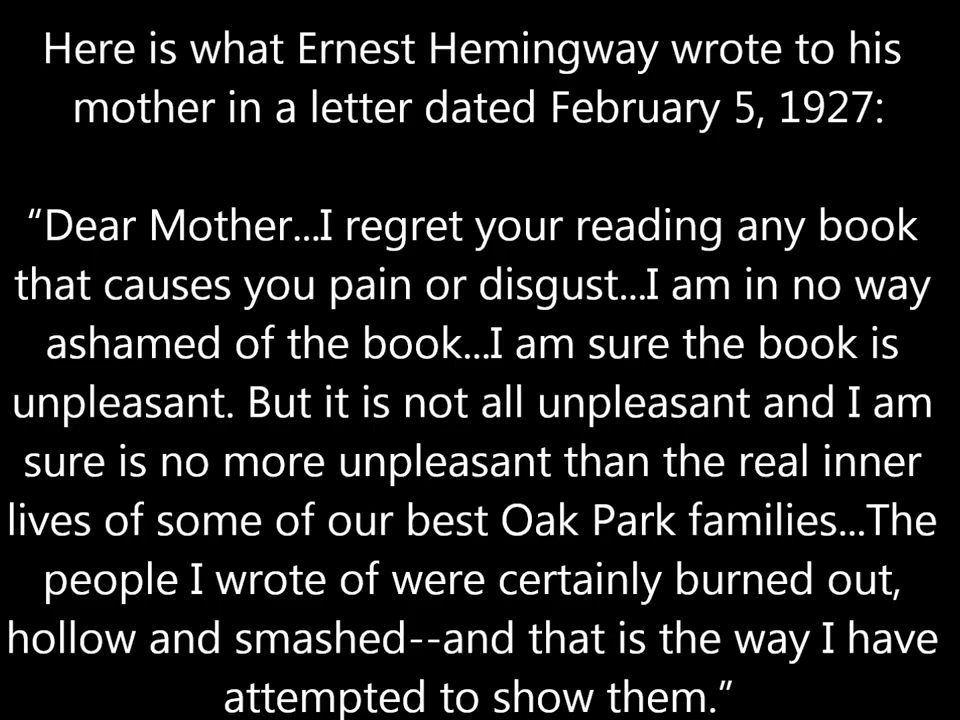 Here is what Ernest Hemingway wrote to his
mother in a letter dated February 5, 1927:
“Dear Mother...I regret your reading any book
that causes you pain or disgust...I am in no way
ashamed of the book...I am sure the book is
unpleasant. But it is not all unpleasant and I am
sure is no more unpleasant than the real inner
lives of some of our best Oak Park families...The
people I wrote of were certainly burned out,
hollow and smashed--and that is the way I have
attempted to show them.”